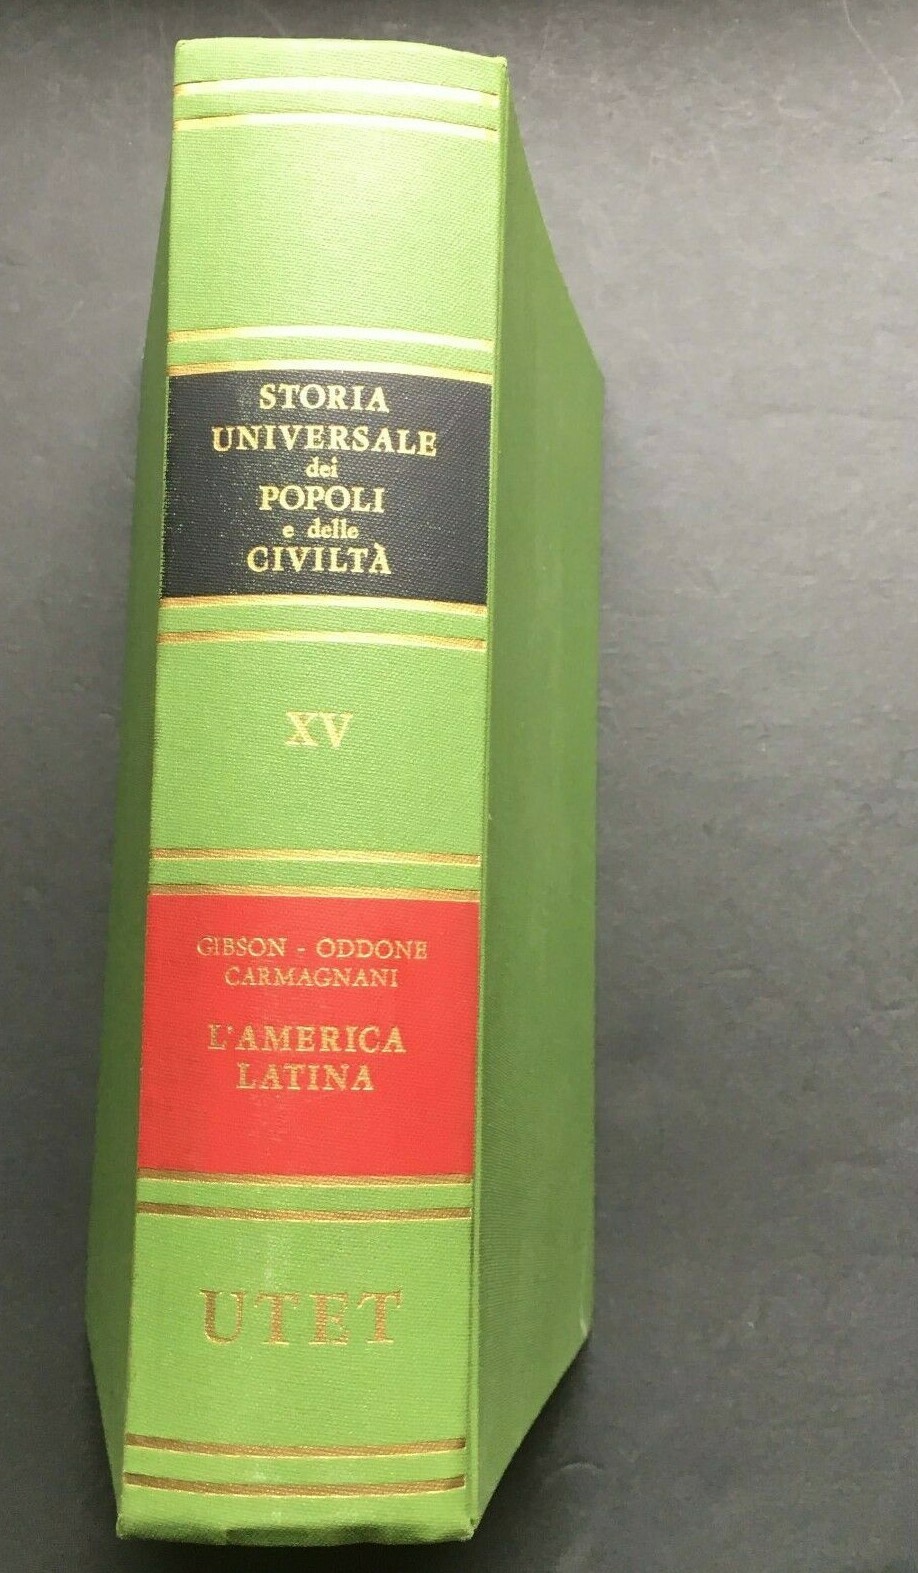 STORIA
UNIVERSALE
dei
POPOLI
e delle
CIVILTÀ
XV
GIBSON - ODDONE
CARMAGNANI
L'AMERICA
LATINA
UTET